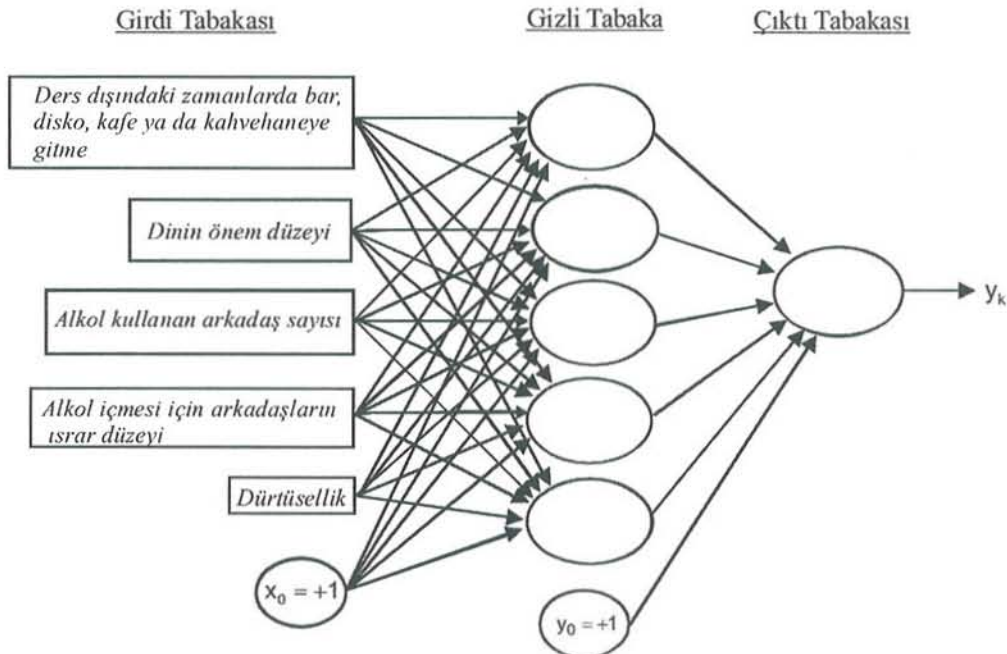 Girdi Tabakası
Gizli Tabaka
Çıktı Tabakası
Ders dışındaki zamanlarda bar,
disko, kafe ya da kahvehaneye
gitme
Dinin önem düzeyi
Alkol kullanan arkadaş sayısı
Alkol içmesi için arkadaşların
ısrar düzeyi
Dürtüsellik
x₀ = +1
y₀ = +1
yₖ